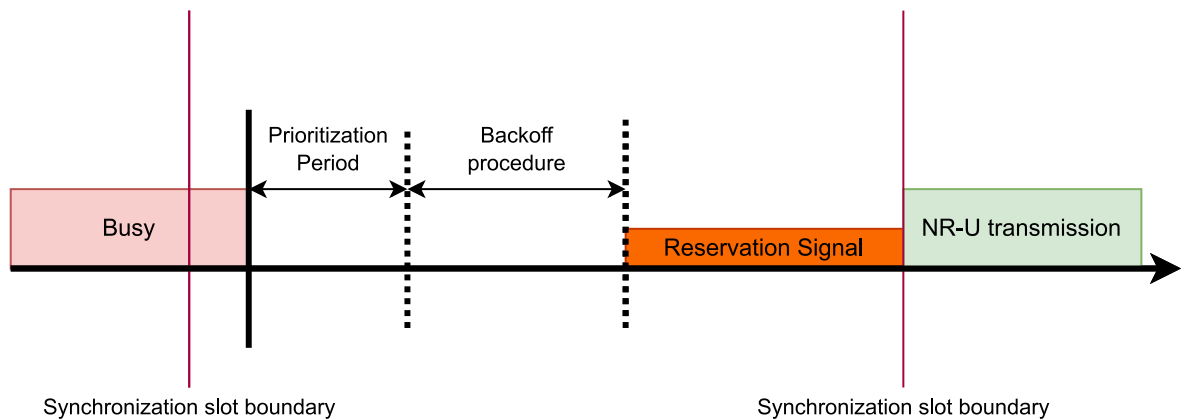 Prioritization
Period
Backoff
procedure
Busy
Reservation Signal
NR-U transmission
Synchronization slot boundary
Synchronization slot boundary